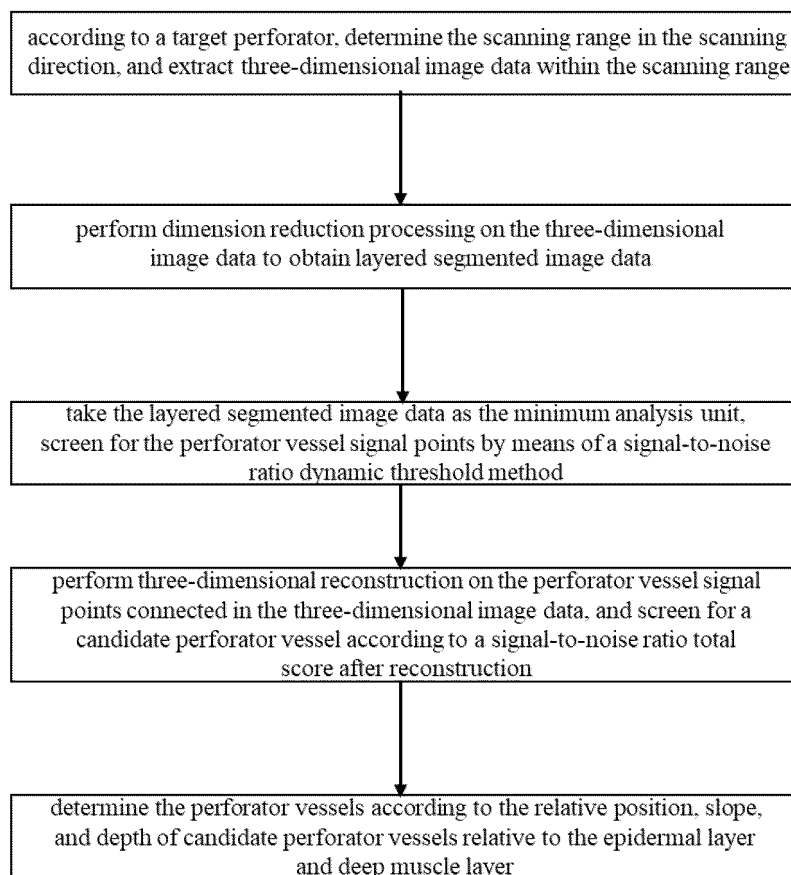 according to a target perforator, determine the scanning range in the scanning
direction, and extract three-dimensional image data within the scanning range
perform dimension reduction processing on the three-dimensional
image data to obtain layered segmented image data
take the layered segmented image data as the minimum analysis unit,
screen for the perforator vessel signal points by means of a signal-to-noise
ratio dynamic threshold method
perform three-dimensional reconstruction on the perforator vessel signal
points connected in the three-dimensional image data, and screen for a
candidate perforator vessel according to a signal-to-noise ratio total
score after reconstruction
determine the perforator vessels according to the relative position, slope,
and depth of candidate perforator vessels relative to the epidermal layer
and deep muscle layer